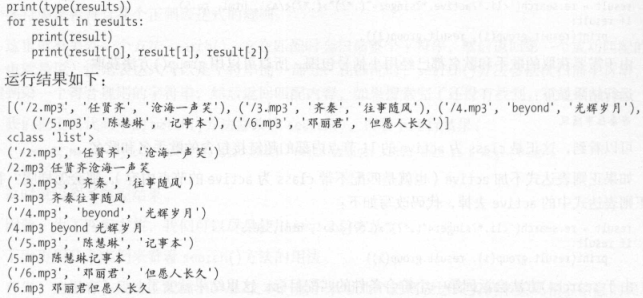 print(type(results))
for result in results:
print(result)
print(result[0], result[1], result[2])
运行结果如下：
[('/2.mp3', '任贤齐', '沧海一声笑'), ('/3.mp3', '齐秦', '往事随风'), ('/4.mp3', 'beyond', '光辉岁月'),
('/5.mp3', '陈慧琳', '记事本'), ('/6.mp3', '邓丽君', '但愿人长久')]
<class 'list'>
('/2.mp3', '任贤齐', '沧海一声笑')
/2.mp3 任贤齐沧海一声笑
('/3.mp3', '齐秦', '往事随风')
/3.mp3 齐秦往事随风
('/4.mp3', 'beyond', '光辉岁月')
/4.mp3 beyond 光辉岁月
('/5.mp3', '陈慧琳', '记事本')
/5.mp3 陈慧琳记事本
('/6.mp3', '邓丽君', '但愿人长久')
/6.mp3 邓丽君但愿人长久